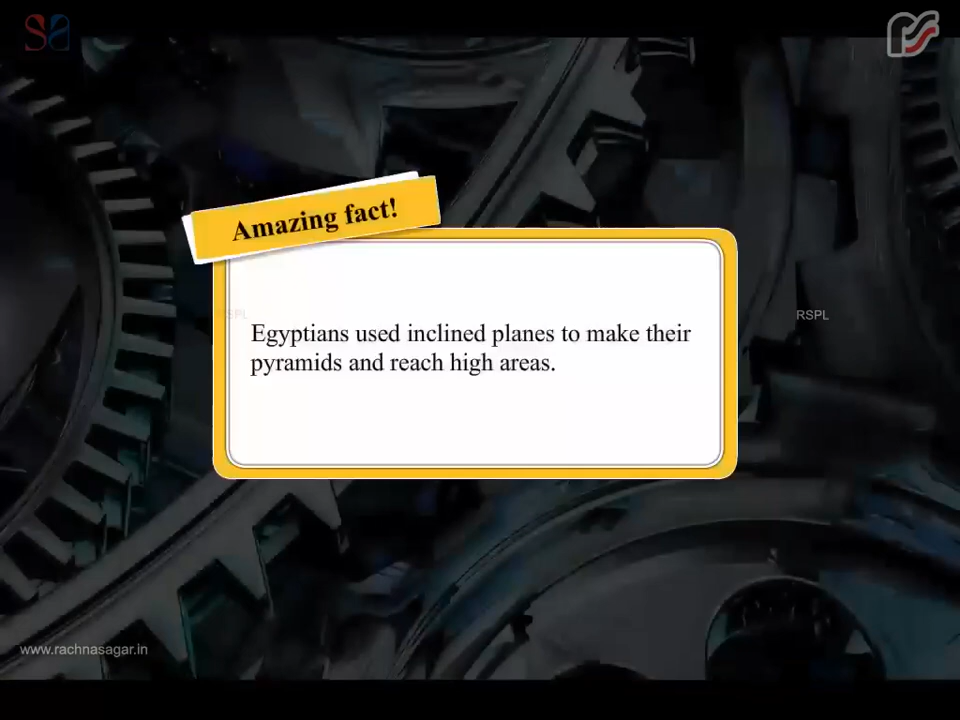 Amazing fact!
RSPL
RSPL
Egyptians used inclined planes to make their
pyramids and reach high areas.
www.rachnasagar.in